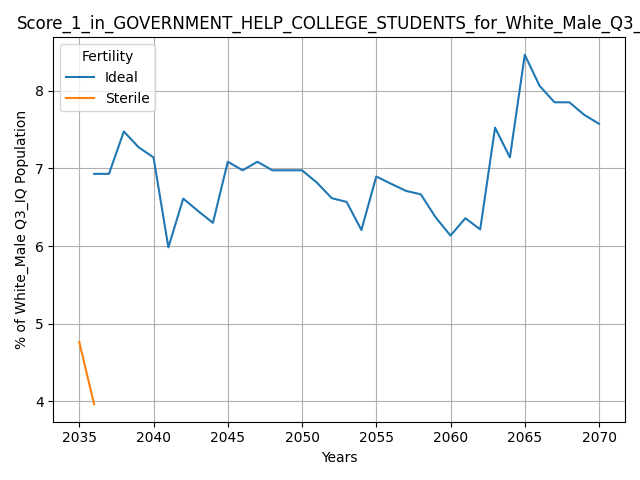 Score_1_in_GOVERNMENT_HELP_COLLEGE_STUDENTS_for_White_Male_Q3_
Fertility
Ideal
Sterile
% of White_Male Q3_IQ Population
8
7
6
5
4
2035 2040 2045 2050 2055 2060 2065 2070
Years